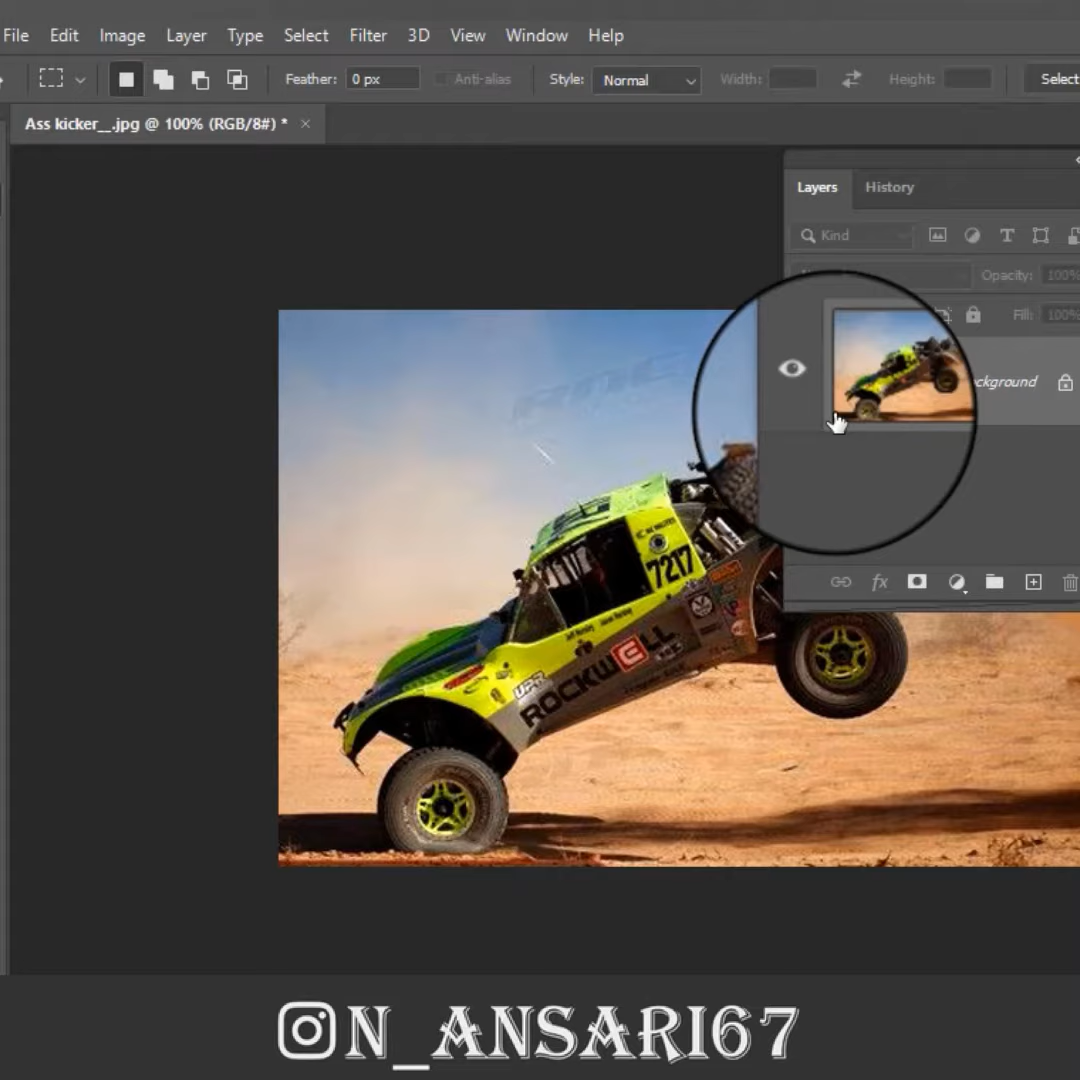 File Edit Image Layer Type Select Filter 3D View Window Help
Feather: 0 px Anti-alias Style: Normal Width: Height: Select
Ass kicker__.jpg @ 100% (RGB/8#) * ×
Layers History
Kind
Opacity: 100%
Fill: 100%
ckground
fx
7217
UPR
ROCKWELL
N_ANSARI67